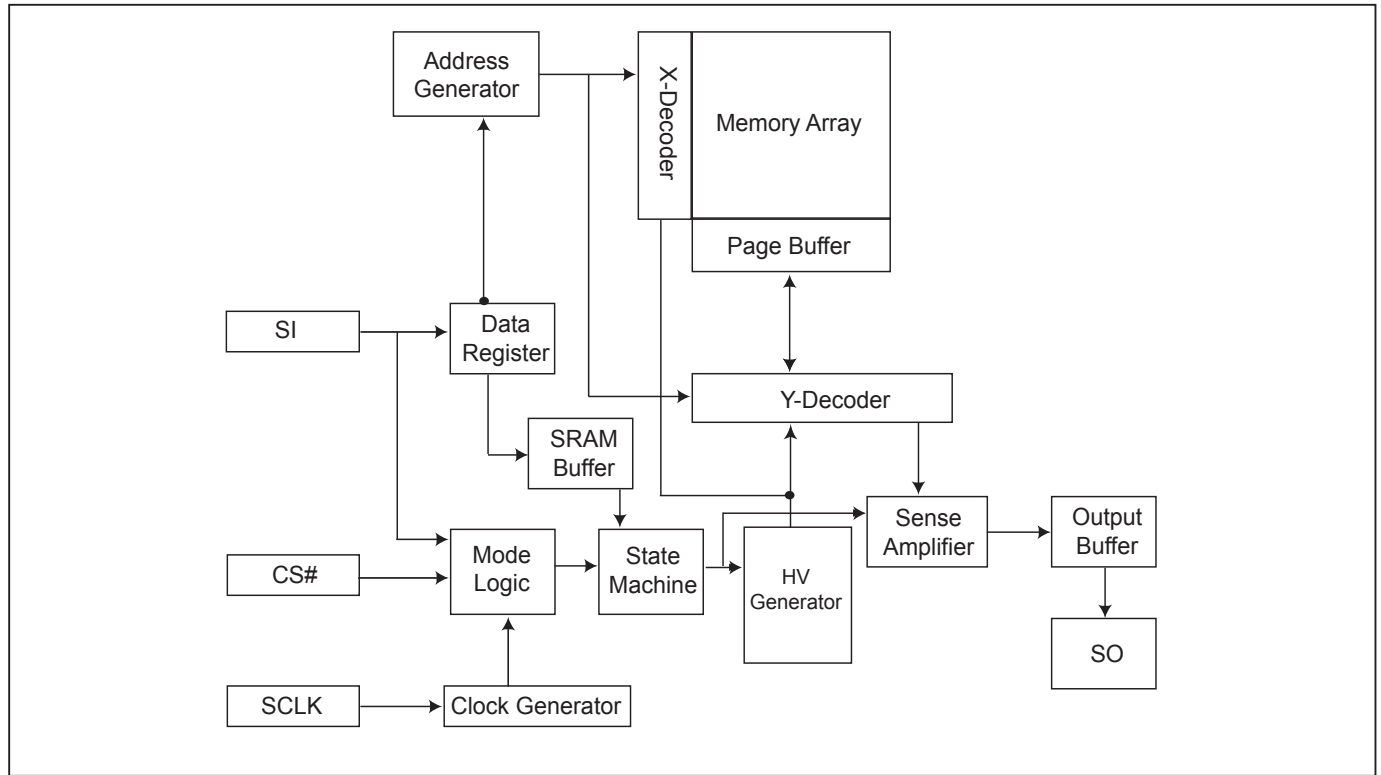 Address
Generator
X-Decoder
Memory Array
Page Buffer
SI
Data
Register
Y-Decoder
SRAM
Buffer
Sense
Amplifier
Output
Buffer
CS#
Mode
Logic
State
Machine
HV
Generator
SO
SCLK
Clock Generator